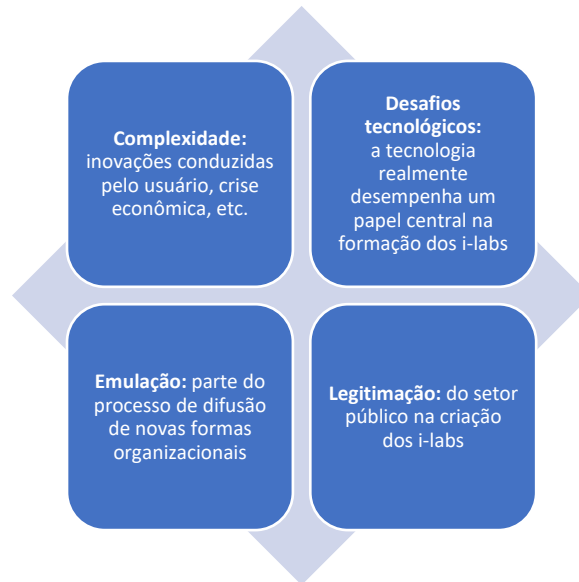 Complexidade:
inovações conduzidas
pelo usuário, crise
econômica, etc.
Desafios
tecnológicos:
a tecnologia
realmente
desempenha um
papel central na
formação dos i-labs
Emulação: parte do
processo de difusão
de novas formas
organizacionais
Legitimação: do setor
público na criação
dos i-labs